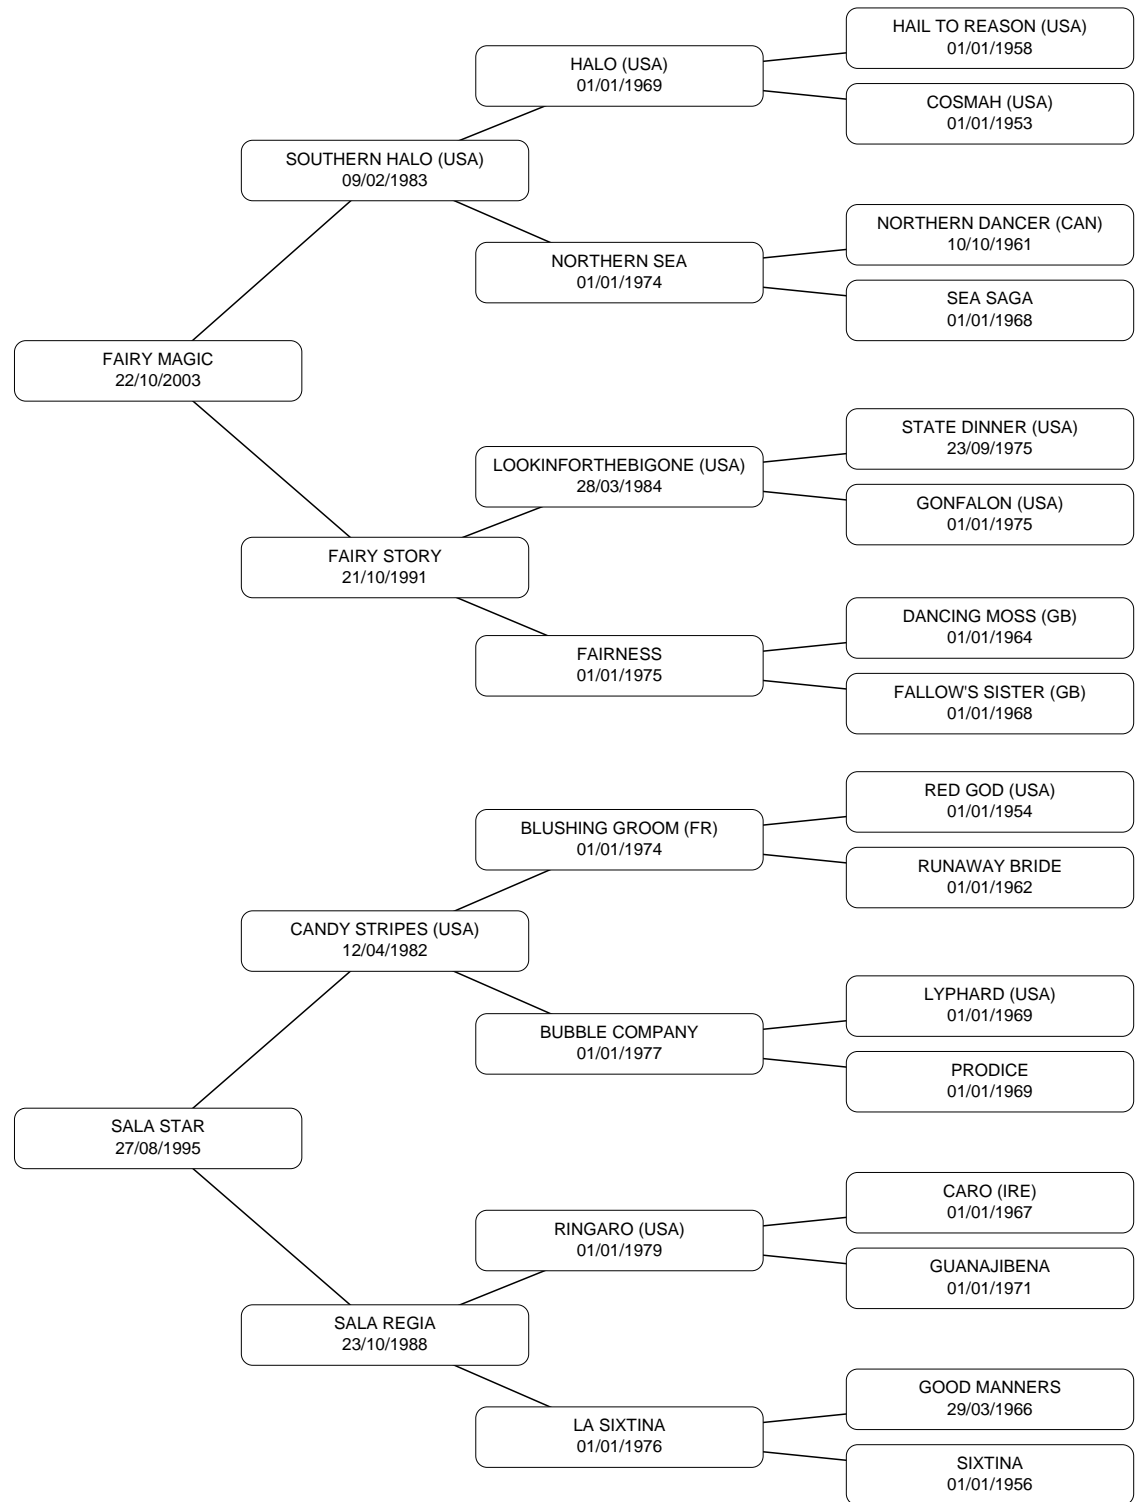 HAIL TO REASON (USA)
01/01/1958
HALO (USA)
01/01/1969
COSMAH (USA)
01/01/1953
SOUTHERN HALO (USA)
09/02/1983
NORTHERN DANCER (CAN)
10/10/1961
NORTHERN SEA
01/01/1974
SEA SAGA
01/01/1968
FAIRY MAGIC
22/10/2003
STATE DINNER (USA)
23/09/1975
LOOKINFORTHEBIGONE (USA)
28/03/1984
GONFALON (USA)
01/01/1975
FAIRY STORY
21/10/1991
DANCING MOSS (GB)
01/01/1964
FAIRNESS
01/01/1975
FALLOW'S SISTER (GB)
01/01/1968
RED GOD (USA)
01/01/1954
BLUSHING GROOM (FR)
01/01/1974
RUNAWAY BRIDE
01/01/1962
CANDY STRIPES (USA)
12/04/1982
LYPHARD (USA)
01/01/1969
BUBBLE COMPANY
01/01/1977
PRODICE
01/01/1969
SALA STAR
27/08/1995
CARO (IRE)
01/01/1967
RINGARO (USA)
01/01/1979
GUANAJIBENA
01/01/1971
SALA REGIA
23/10/1988
GOOD MANNERS
29/03/1966
LA SIXTINA
01/01/1976
SIXTINA
01/01/1956